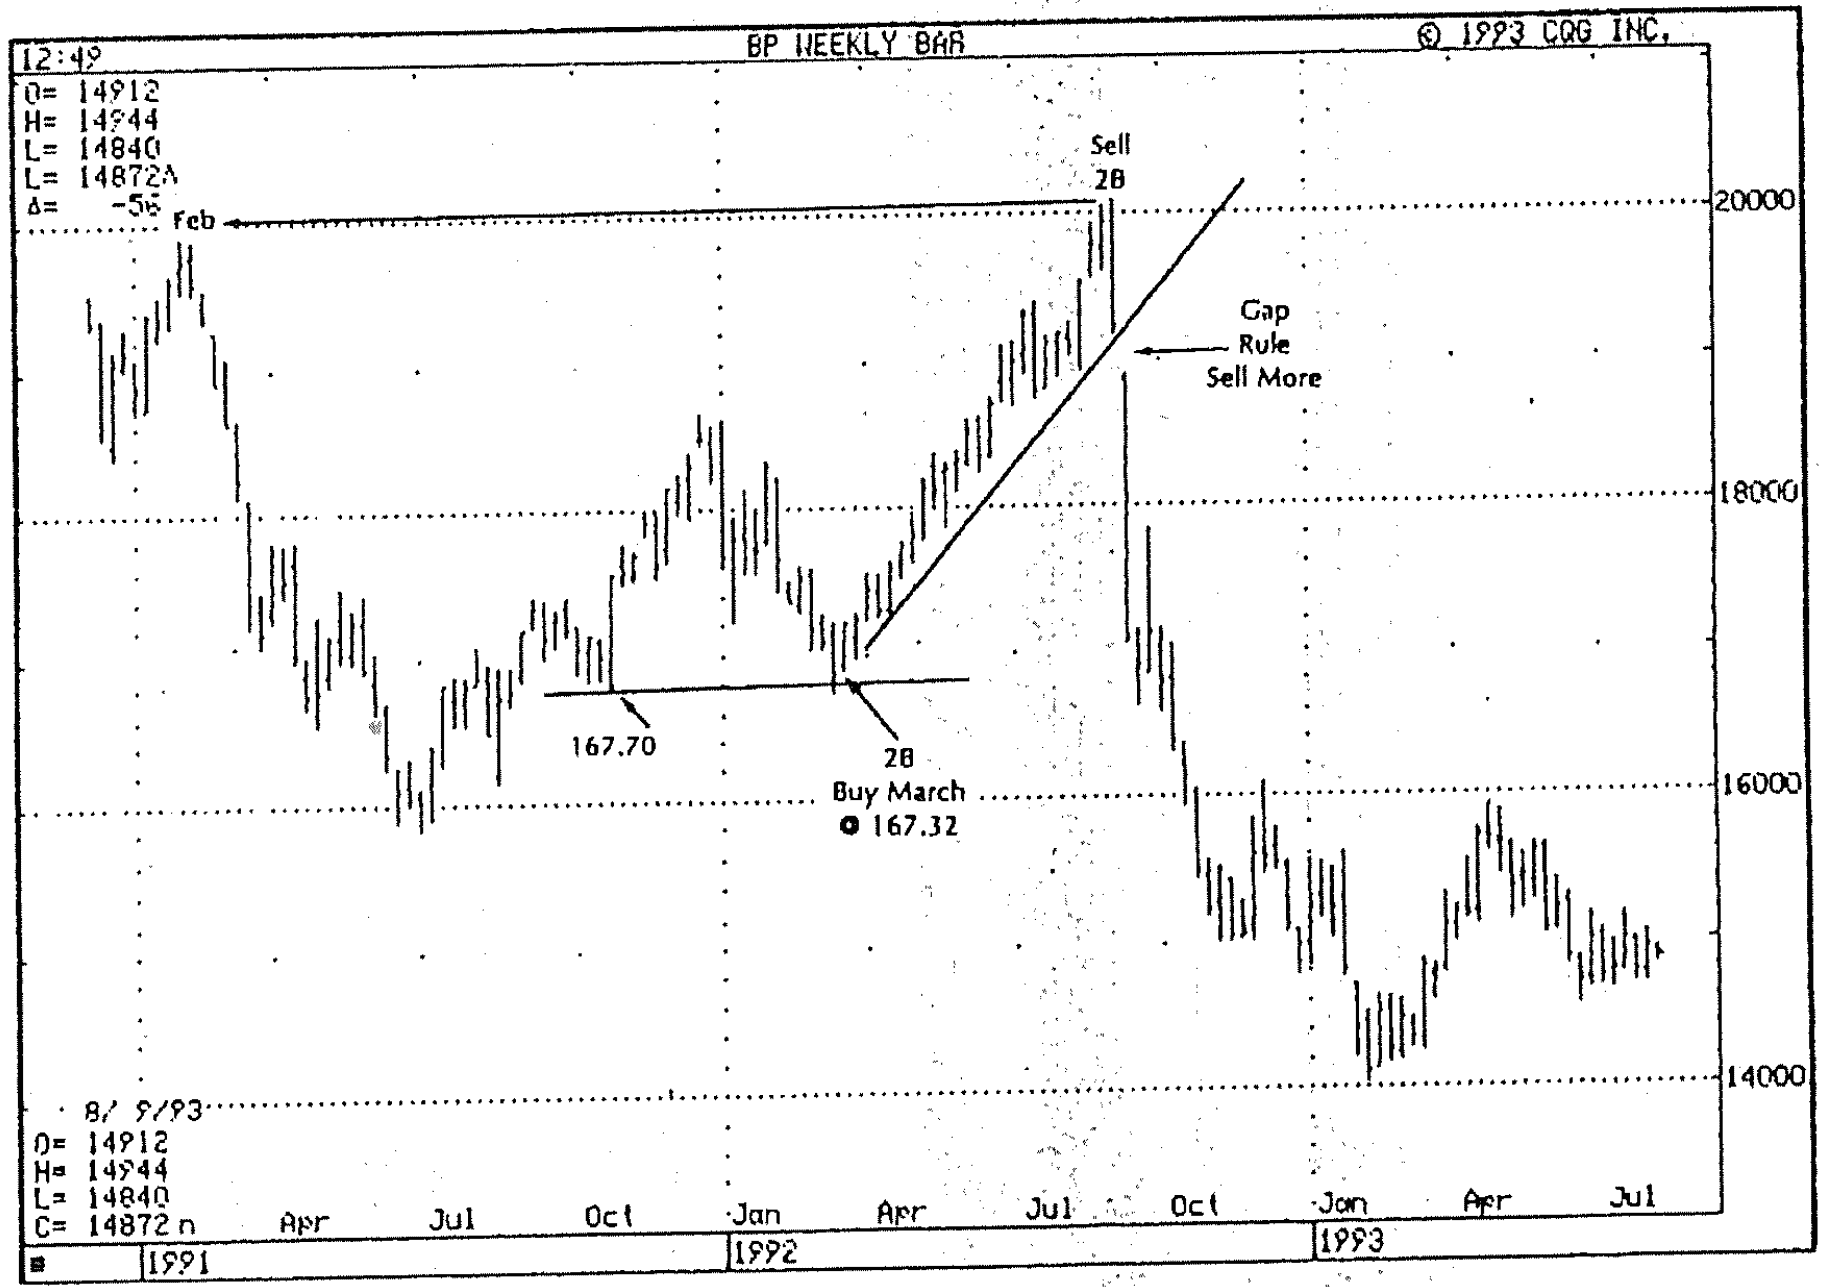 BP WEEKLY BAR
© 1993 CQG INC.
12:49
O= 14912
H= 14944
L= 14840
L= 14872A
Δ= -56
Feb
Sell
2B
Gap
Rule
Sell More
20000
18000
16000
14000
167.70
2B
Buy March
@ 167.32
8/ 9/93
O= 14912
H= 14944
L= 14840
C= 14872n
Apr Jul Oct Jan Apr Jul Oct Jan Apr Jul
1991 1992 1993